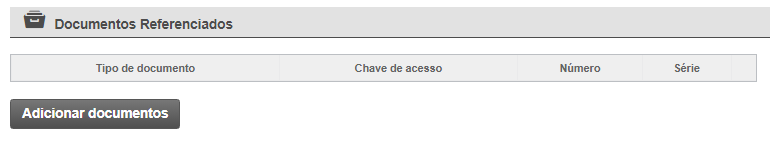 Documentos Referenciados
Tipo de documento Chave de acesso Número Série
Adicionar documentos